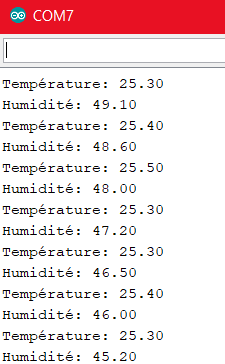 COM7
Température: 25.30
Humidité: 49.10
Température: 25.40
Humidité: 48.60
Température: 25.50
Humidité: 48.00
Température: 25.30
Humidité: 47.20
Température: 25.30
Humidité: 46.50
Température: 25.40
Humidité: 46.00
Température: 25.30
Humidité: 45.20